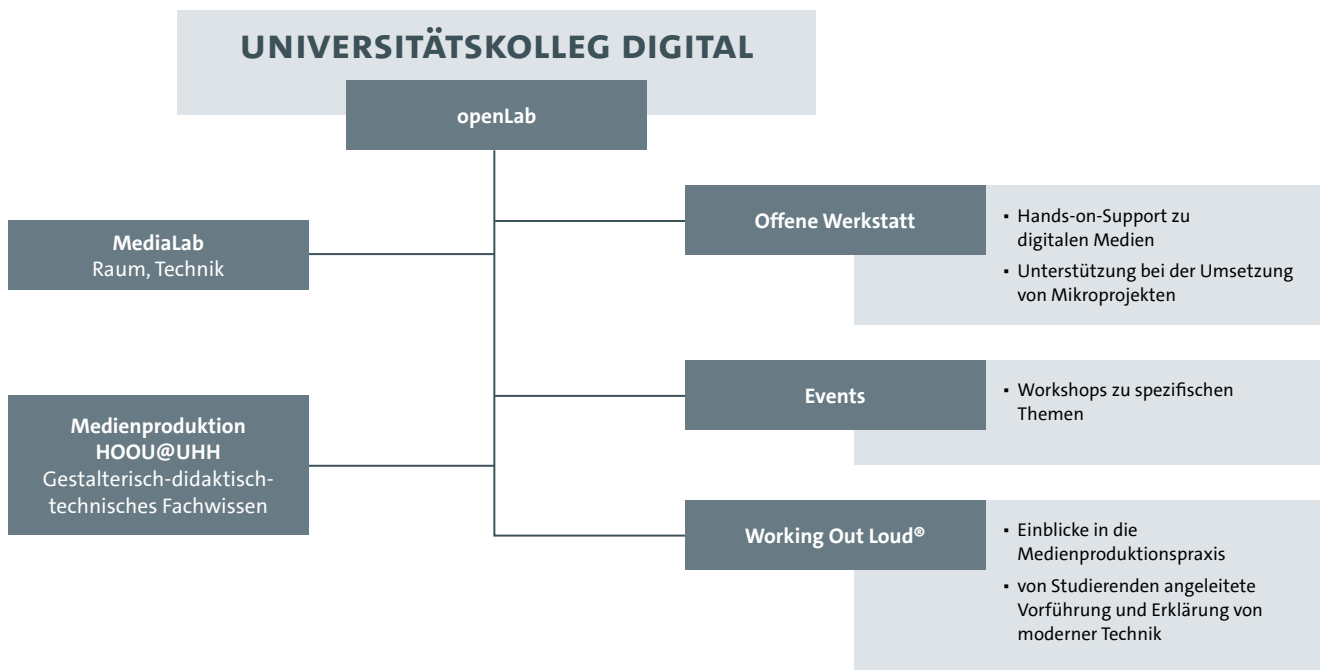 UNIVERSITÄTSKOLLEG DIGITAL
openLab
MediaLab
Raum, Technik
Medienproduktion
HOOU@UHH
Gestalterisch-didaktisch-
technisches Fachwissen
Offene Werkstatt
▪ Hands-on-Support zu
digitalen Medien
▪ Unterstützung bei der Umsetzung
von Mikroprojekten
Events
▪ Workshops zu spezifischen
Themen
Working Out Loud®
▪ Einblicke in die
Medienproduktionspraxis
▪ von Studierenden angeleitete
Vorführung und Erklärung von
moderner Technik